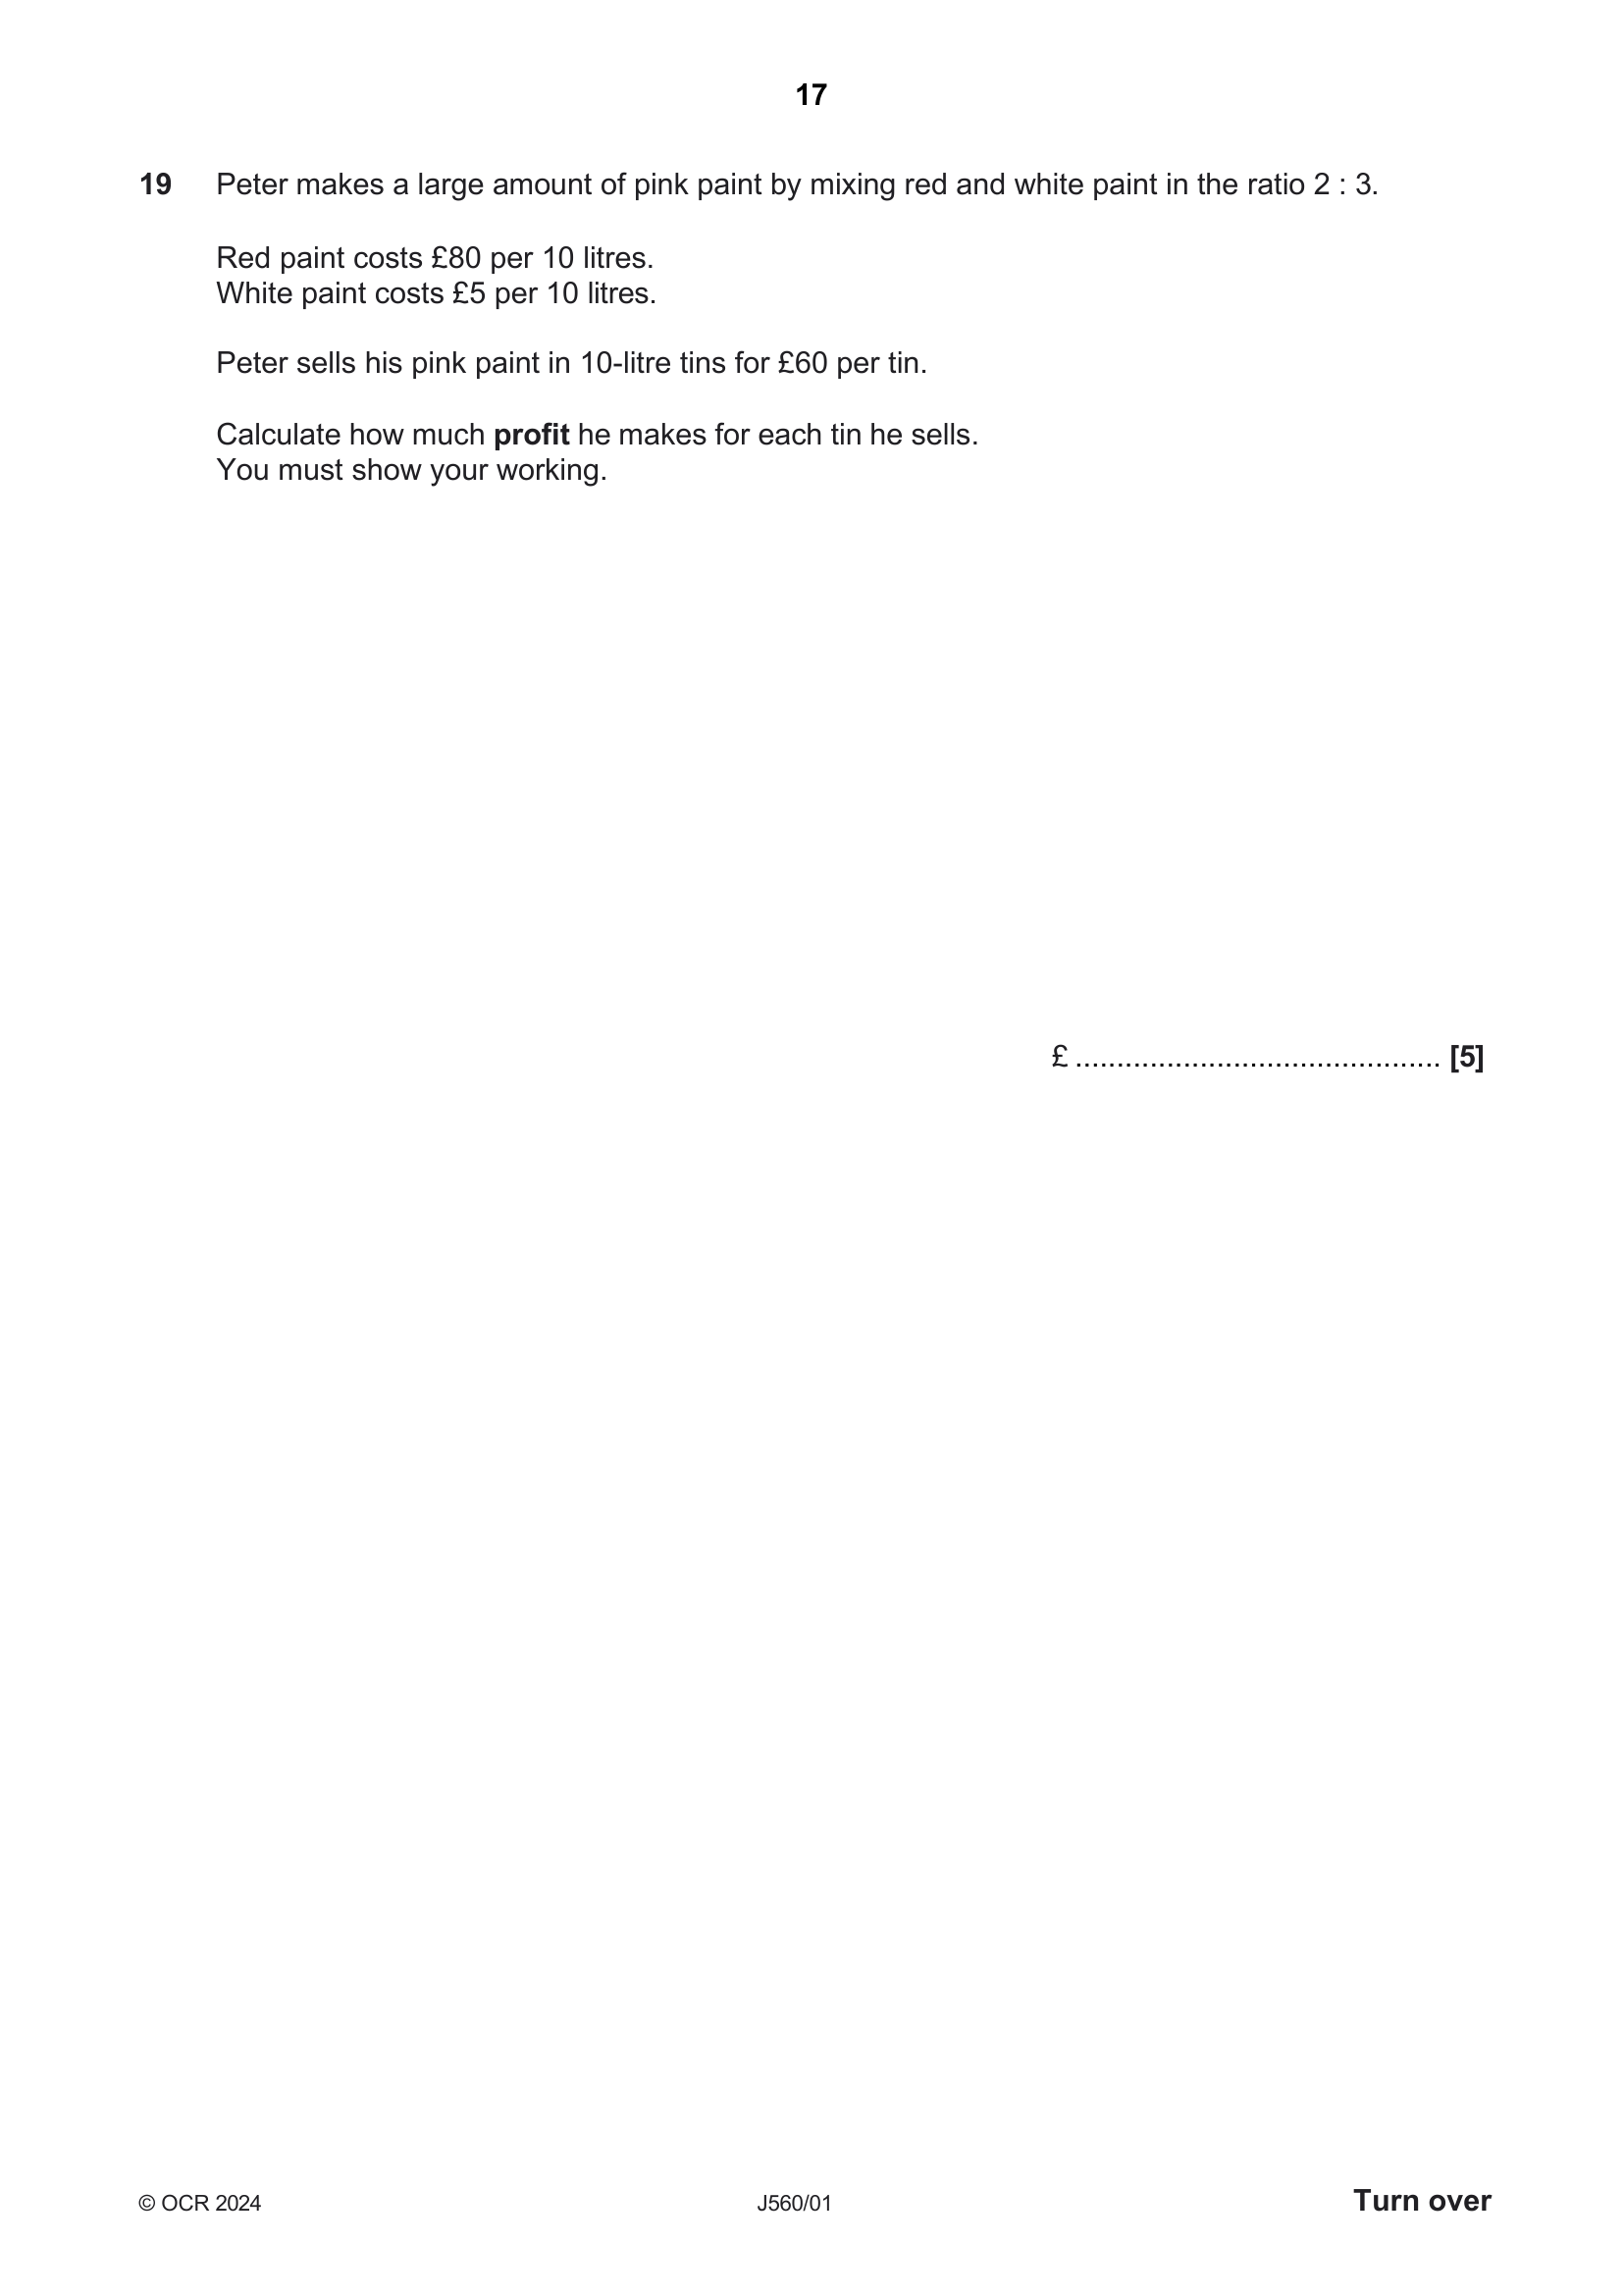 17
19 Peter makes a large amount of pink paint by mixing red and white paint in the ratio 2 : 3.
Red paint costs £80 per 10 litres.
White paint costs £5 per 10 litres.
Peter sells his pink paint in 10-litre tins for £60 per tin.
Calculate how much profit he makes for each tin he sells.
You must show your working.
£ ............................................ [5]
© OCR 2024 J560/01 Turn over